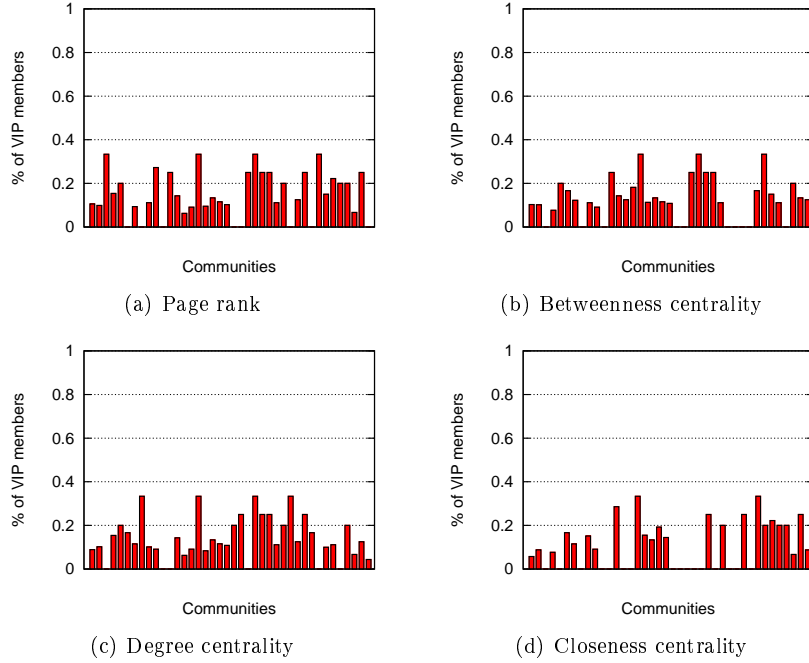 1
0.8
0.6
0.4
0.2
0
% of VIP members
Communities
(a) Page rank
1
0.8
0.6
0.4
0.2
0
% of VIP members
Communities
(b) Betweenness centrality
1
0.8
0.6
0.4
0.2
0
% of VIP members
Communities
(c) Degree centrality
1
0.8
0.6
0.4
0.2
0
% of VIP members
Communities
(d) Closeness centrality